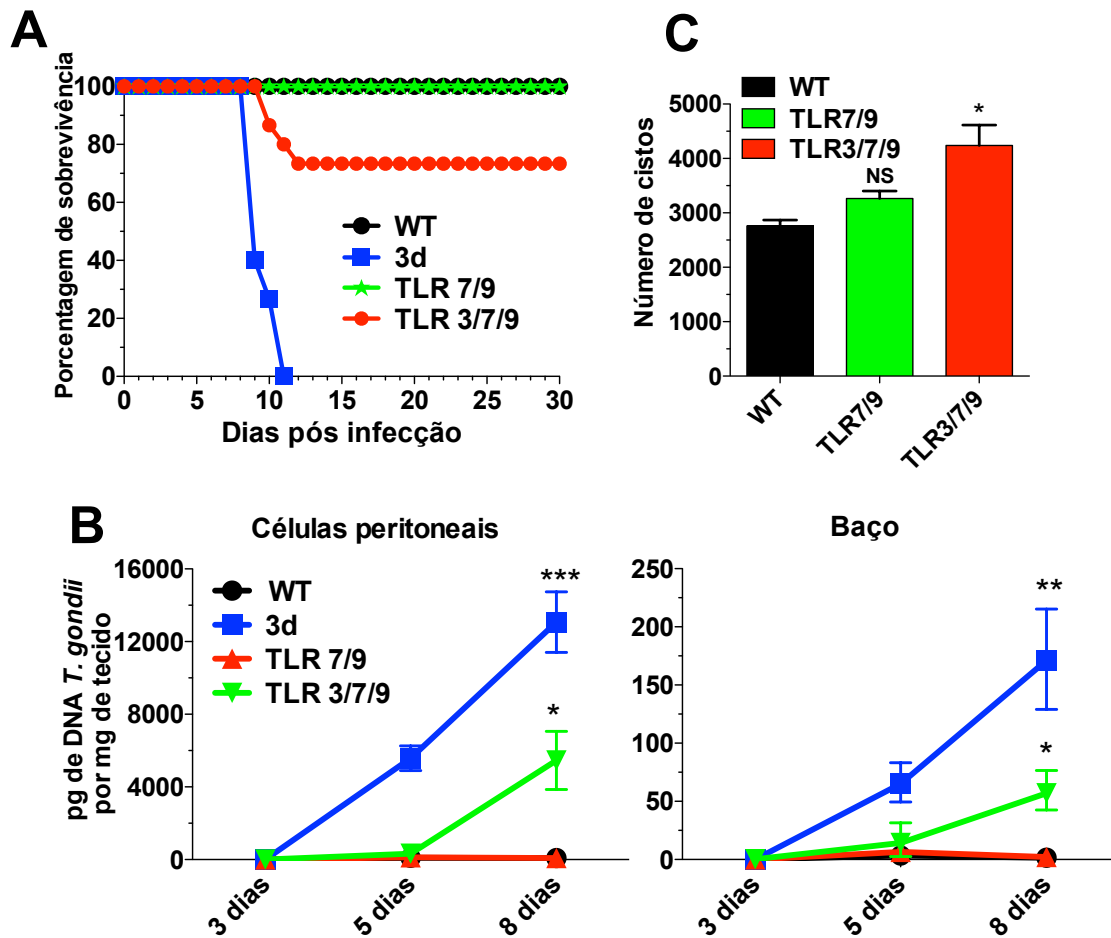 A
Porcentagem de sobrevivência
100
80
60
40
20
0
0
5
10
15
20
25
30
Dias pós infecção
WT
3d
TLR 7/9
TLR 3/7/9
C
WT
TLR7/9
TLR3/7/9
Número de cistos
5000
4000
3000
2000
1000
0
NS
*
WT
TLR7/9
TLR3/7/9
B
Células peritoneais
pg de DNA T. gondii
por mg de tecido
16000
12000
8000
4000
0
WT
3d
TLR 7/9
TLR 3/7/9
***
*
3 dias
5 dias
8 dias
Baço
250
200
150
100
50
0
**
*
3 dias
5 dias
8 dias